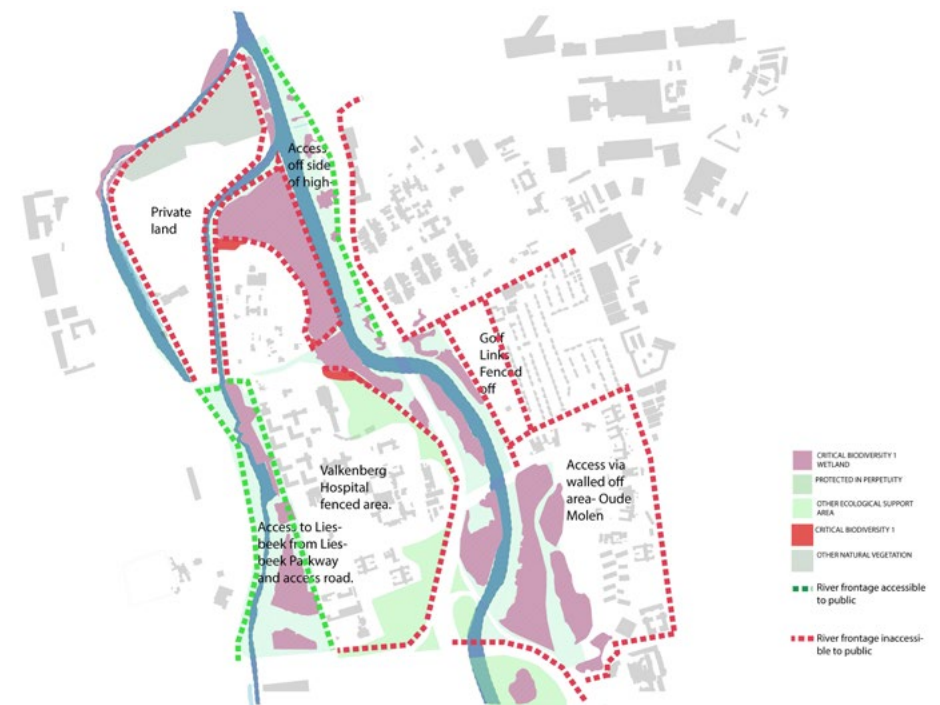 Access
off side
of high-
Private
land
Golf
Links
Fenced
off
Valkenberg
Hospital
fenced area.
Access via
walled off
area- Oude
Molen
Access to Lies-
beek from Lies-
beek Parkway
and access road.
CRITICAL BIODIVERSITY 1
WETLAND
PROTECTED IN PERPETUITY
OTHER ECOLOGICAL SUPPORT
AREA
CRITICAL BIODIVERSITY 1
OTHER NATURAL VEGETATION
River frontage accessible
to public
River frontage inaccessi-
ble to public